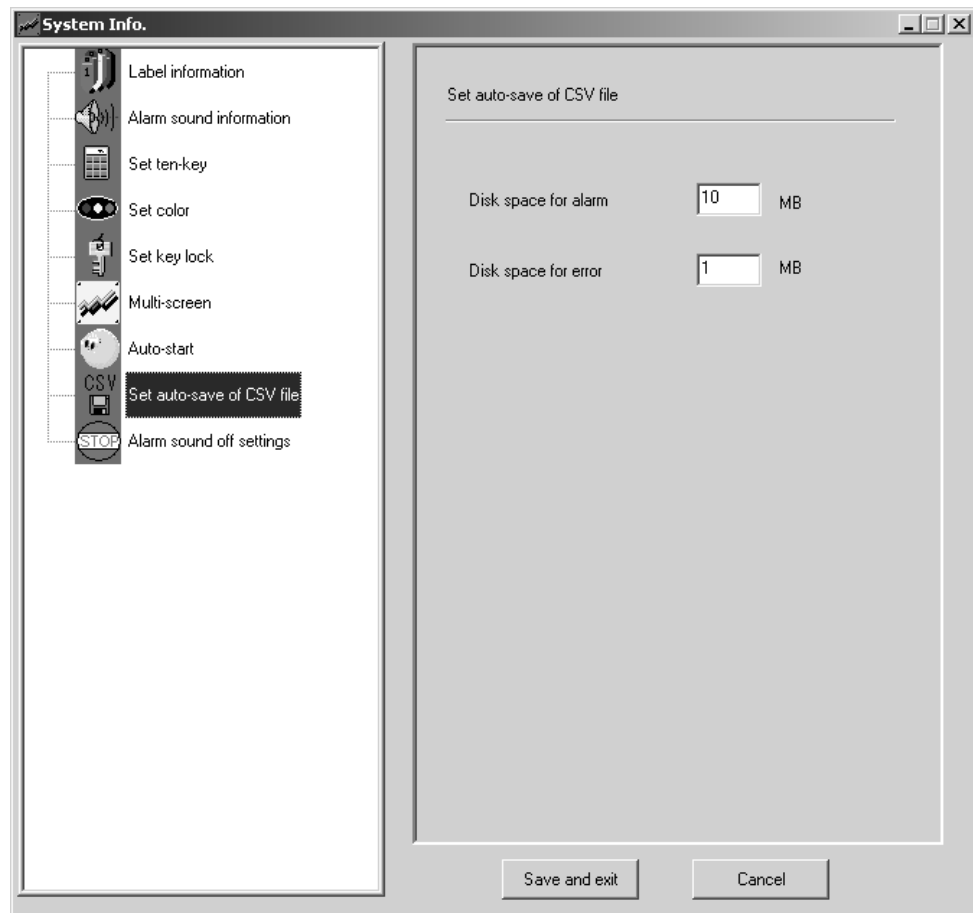 System Info.
Label information
Alarm sound information
Set ten-key
Set color
Set key lock
Multi-screen
Auto-start
CSV
Set auto-save of CSV file
STOP
Alarm sound off settings
Set auto-save of CSV file
Disk space for alarm 10 MB
Disk space for error 1 MB
Save and exit Cancel